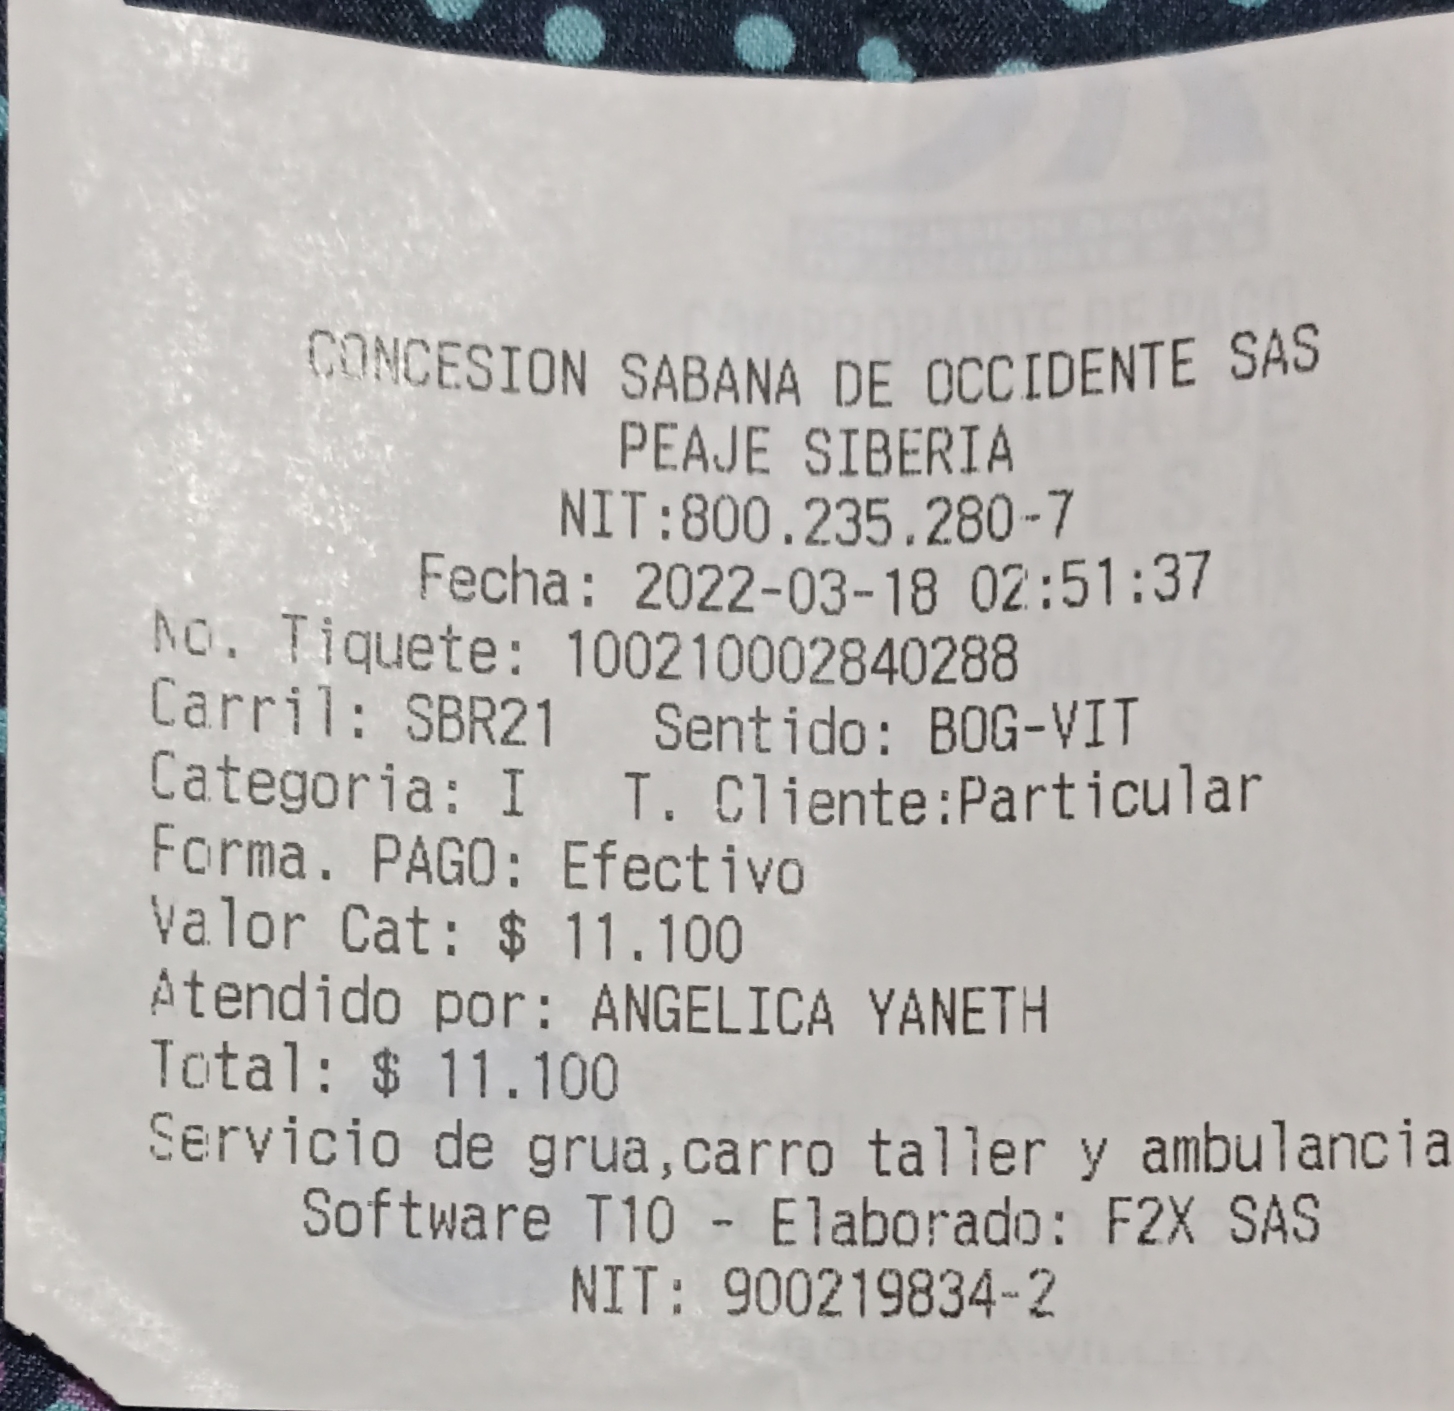 CONCESION SABANA DE OCCIDENTE SAS
PEAJE SIBERIA
NIT:800.235.280-7
Fecha: 2022-03-18 02:51:37
No. Tiquete: 100210002840288
Carril: SBR21 Sentido: BOG-VIT
Categoria: I T. Cliente:Particular
Forma. PAGO: Efectivo
Valor Cat: $ 11.100
Atendido por: ANGELICA YANETH
Total: $ 11.100
Servicio de grua,carro taller y ambulancia
Software T10 - Elaborado: F2X SAS
NIT: 900219834-2